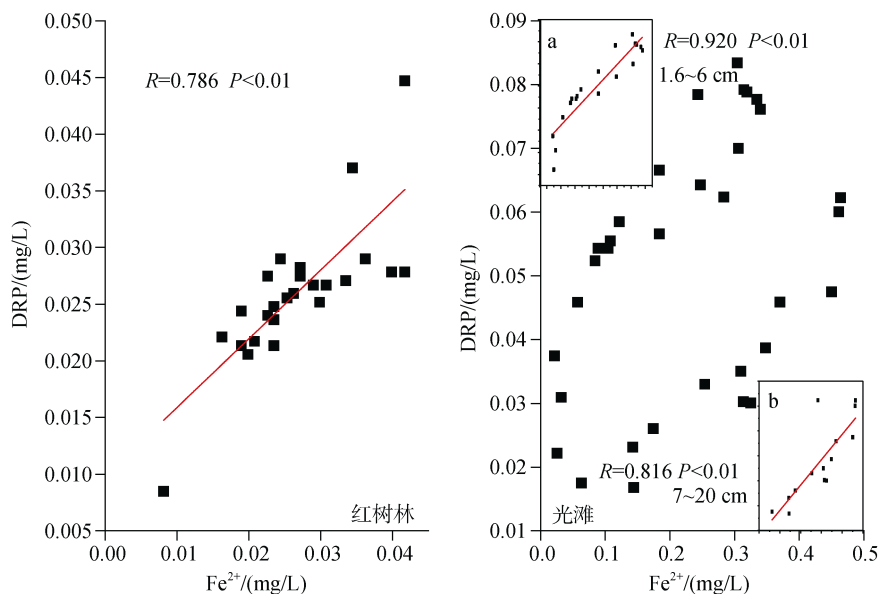 0.050
0.045
0.040
0.035
0.030
0.025
0.020
0.015
0.010
0.005
DRP/(mg/L)
R=0.786 P<0.01
红树林
0.00
0.01
0.02
0.03
0.04
Fe²⁺/(mg/L)
0.09
0.08
0.07
0.06
0.05
0.04
0.03
0.02
0.01
DRP/(mg/L)
a
R=0.920 P<0.01
1.6~6 cm
b
R=0.816 P<0.01
7~20 cm
光滩
0.0
0.1
0.2
0.3
0.4
0.5
Fe²⁺/(mg/L)